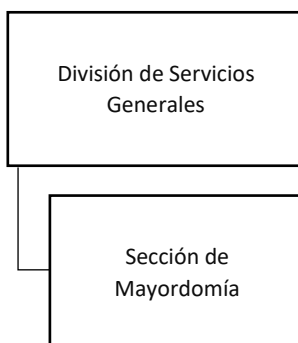 División de Servicios
Generales
Sección de
Mayordomía